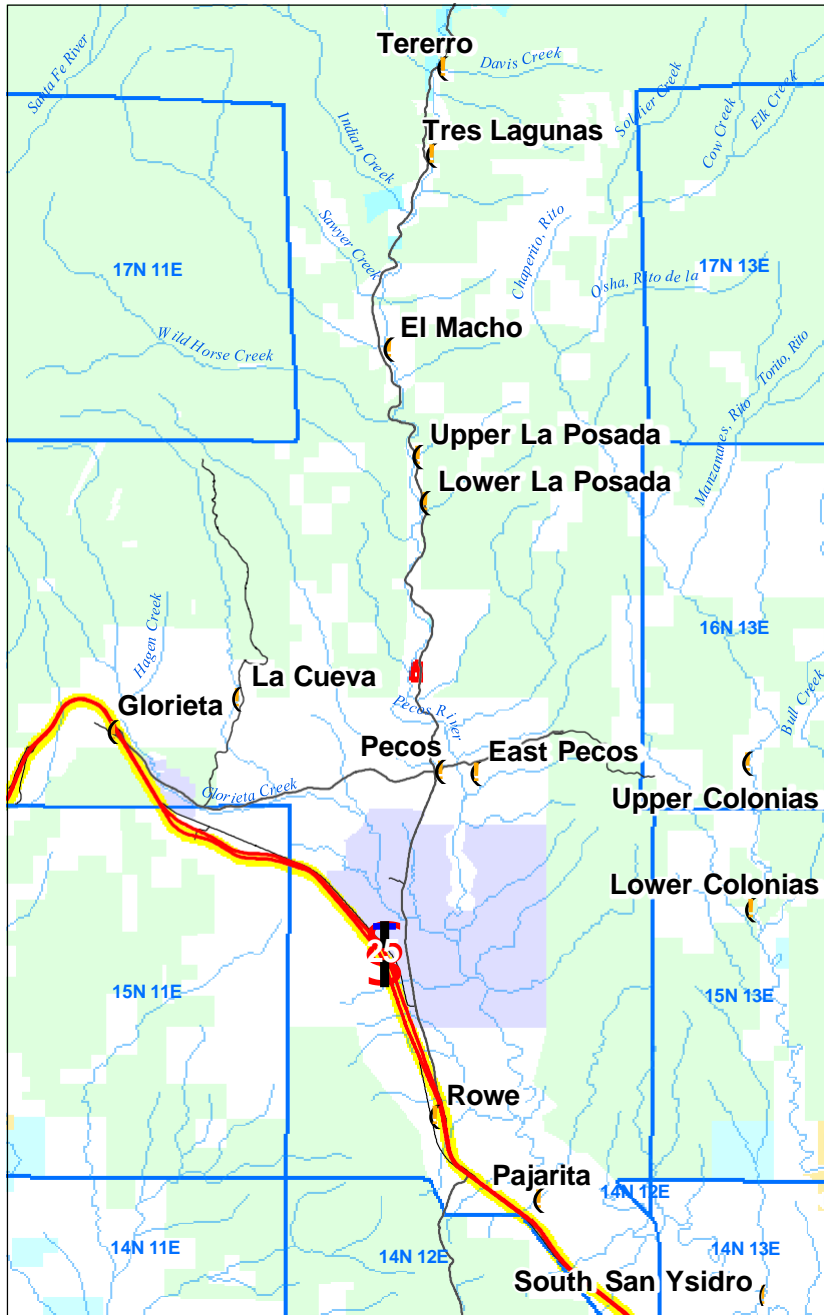 Tererro
Davis Creek
Santa Fe River
Soldier Creek
Cow Creek
Elk Creek
Tres Lagunas
Indian Creek
Sawyer Creek
Chaperito, Rito
17N 11E
17N 13E
Osha, Rito de la
El Macho
Wild Horse Creek
Torito, Rito
Manzanares, Rito
Upper La Posada
Lower La Posada
Hagen Creek
16N 13E
La Cueva
Bull Creek
Glorieta
Pecos River
Pecos
East Pecos
Glorieta Creek
Upper Colonias
Lower Colonias
25
15N 11E
15N 13E
Rowe
Pajarita
14N 12E
14N 11E
14N 12E
14N 13E
South San Ysidro